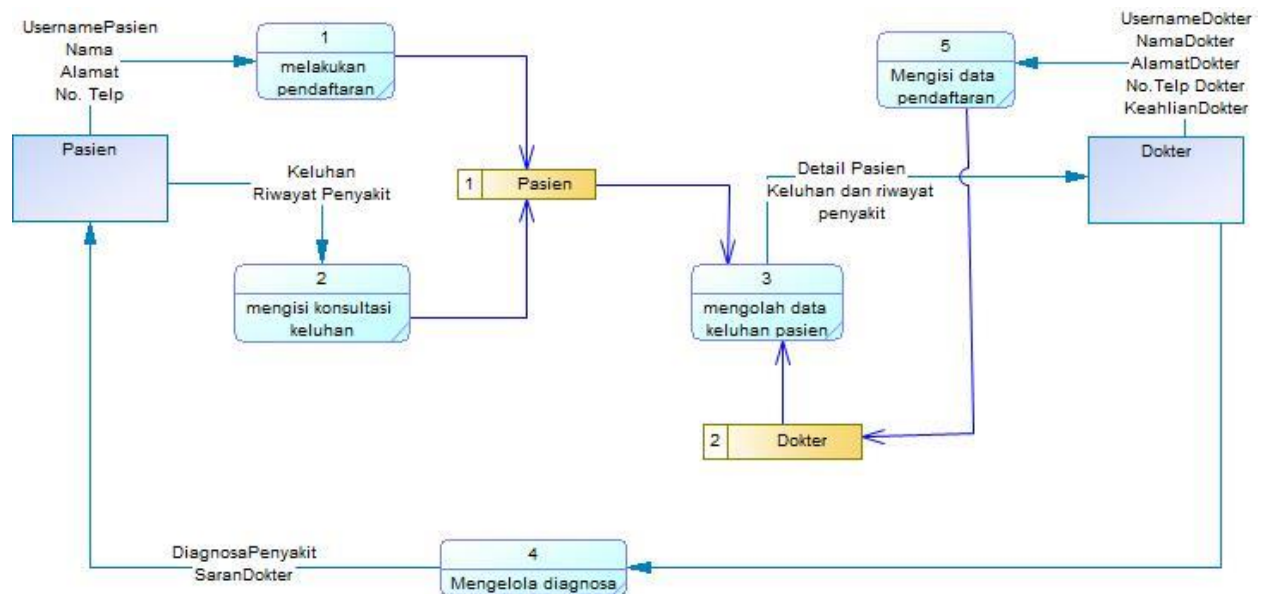 UsernamePasien
Nama
Alamat
No. Telp
1
melakukan
pendaftaran
5
Mengisi data
pendaftaran
UsernameDokter
NamaDokter
AlamatDokter
No.Telp Dokter
KeahlianDokter
Pasien
Keluhan
Riwayat Penyakit
1 Pasien
Detail Pasien
Keluhan dan riwayat
penyakit
Dokter
2
mengisi konsultasi
keluhan
3
mengolah data
keluhan pasien
2 Dokter
DiagnosaPenyakit
SaranDokter
4
Mengelola diagnosa